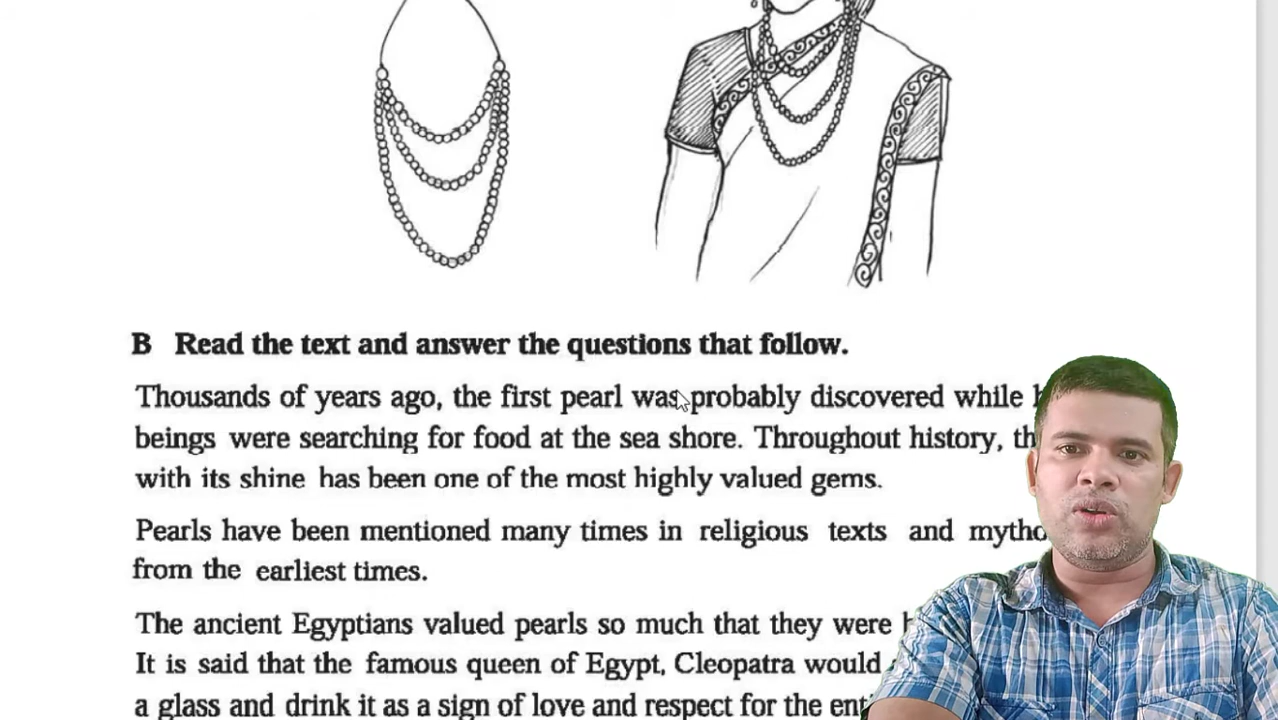 B Read the text and answer the questions that follow.
Thousands of years ago, the first pearl was probably discovered while
beings were searching for food at the sea shore. Throughout history,
with its shine has been one of the most highly valued gems.
Pearls have been mentioned many times in religious texts and
from the earliest times.
The ancient Egyptians valued pearls so much that they were
It is said that the famous queen of Egypt, Cleopatra would
a glass and drink it as a sign of love and respect for the